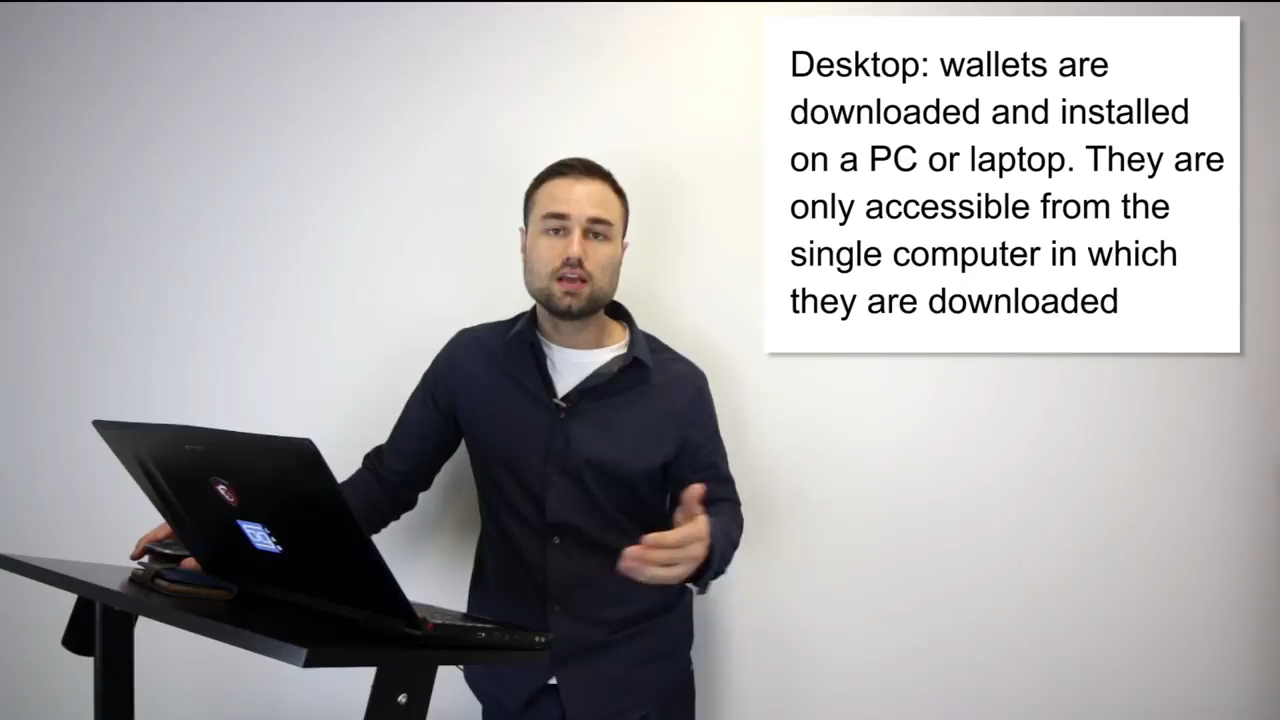 Desktop: wallets are
downloaded and installed
on a PC or laptop. They are
only accessible from the
single computer in which
they are downloaded